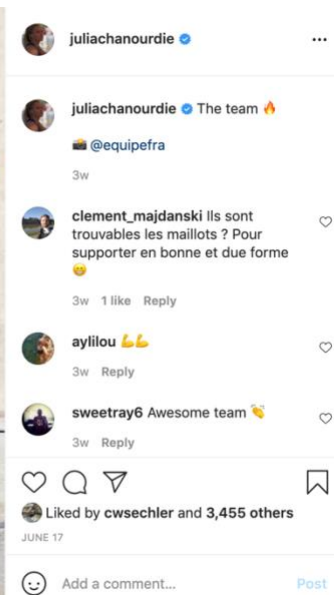 juliachanourdie
juliachanourdie The team 🔥
📸 @equipefra
3w
clement_majdanski Ils sont
trouvables les maillots ? Pour
supporter en bonne et due forme
😁
3w 1 like Reply
aylilou 💪💪
3w Reply
sweetray6 Awesome team 👏
3w Reply
Liked by cwsechler and 3,455 others
JUNE 17
Add a comment... Post